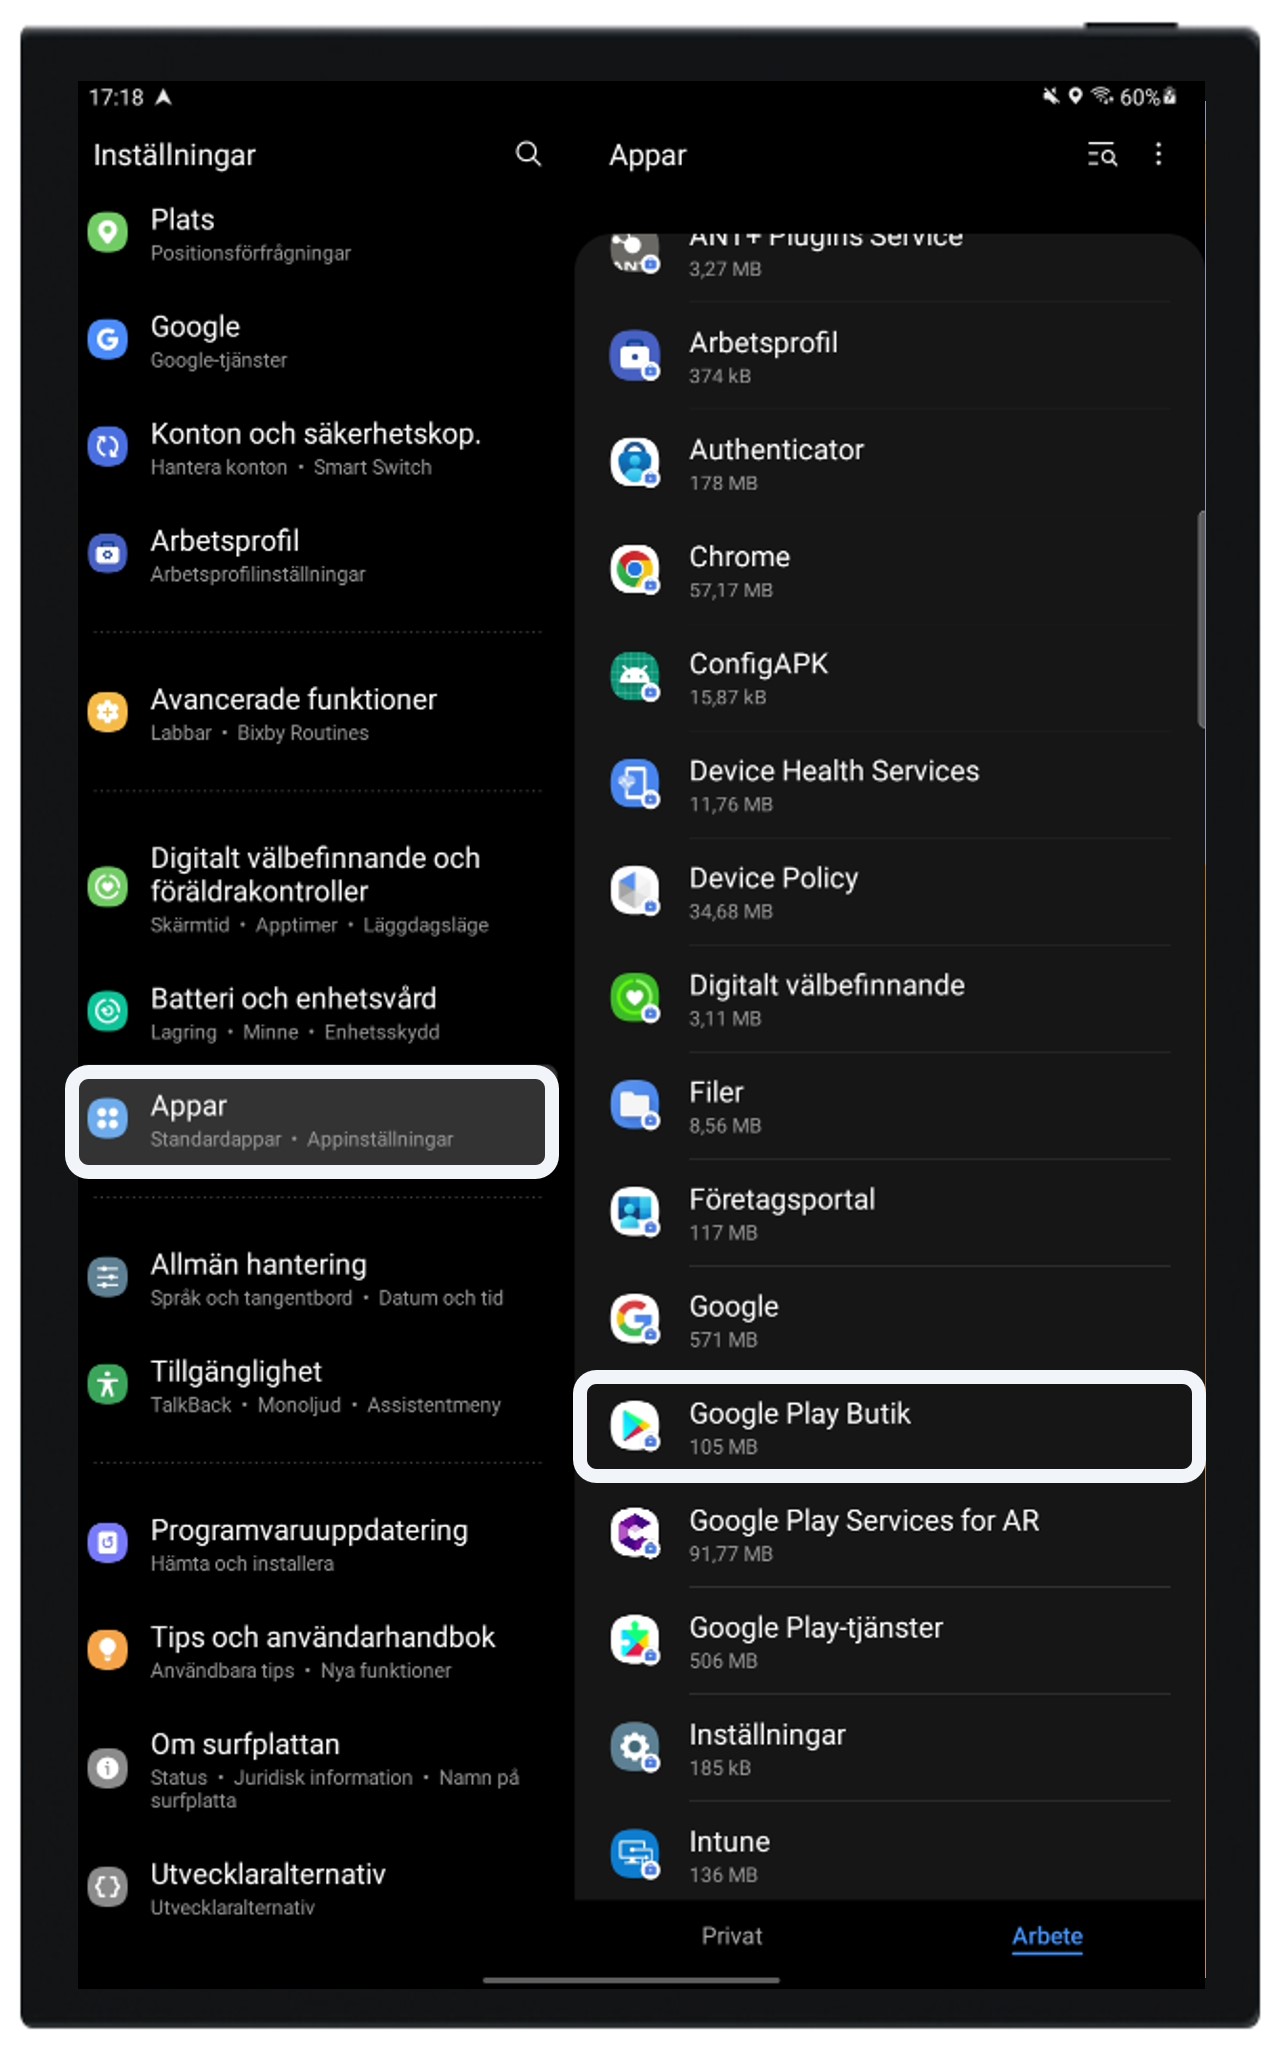 17:18
60%
Inställningar
Plats
Positionsförfrågningar
Google
Google-tjänster
Konton och säkerhetskop.
Hantera konton • Smart Switch
Arbetsprofil
Arbetsprofilinställningar
Avancerade funktioner
Labbar • Bixby Routines
Digitalt välbefinnande och
föräldrakontroller
Skärmtid • Apptimer • Läggdagsläge
Batteri och enhetsvård
Lagring • Minne • Enhetsskydd
Appar
Standardappar • Appinställningar
Allmän hantering
Språk och tangentbord • Datum och tid
Tillgänglighet
TalkBack • Monoljud • Assistentmeny
Programvaruuppdatering
Hämta och installera
Tips och användarhandbok
Användbara tips • Nya funktioner
Om surfplattan
Status • Juridisk information • Namn på
surfplatta
Utvecklaralternativ
Utvecklaralternativ
Appar
ANT+ Plugins Service
3,27 MB
Arbetsprofil
374 kB
Authenticator
178 MB
Chrome
57,17 MB
ConfigAPK
15,87 kB
Device Health Services
11,76 MB
Device Policy
34,68 MB
Digitalt välbefinnande
3,11 MB
Filer
8,56 MB
Företagsportal
117 MB
Google
571 MB
Google Play Butik
105 MB
Google Play Services for AR
91,77 MB
Google Play-tjänster
506 MB
Inställningar
185 kB
Intune
136 MB
Privat
Arbete